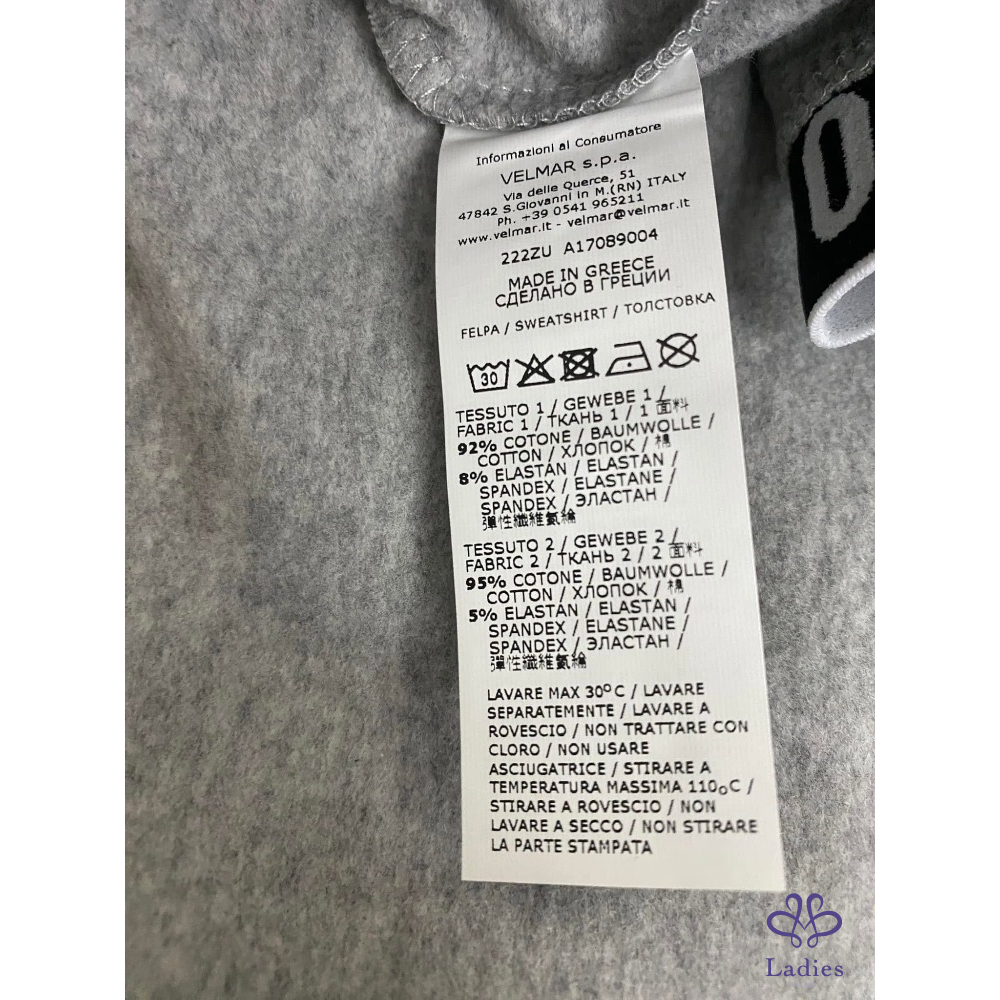 Informazioni al Consumatore
VELMAR s.p.a.
Via delle Querce, 51
47842 S.Giovanni in M.(RN) ITALY
Ph. +39 0541 965211
www.velmar.it - velmar@velmar.it
222ZU A17089004
MADE IN GREECE
СДЕЛАНО В ГРЕЦИИ
FELPA / SWEATSHIRT / ТОЛСТОВКА
30
TESSUTO 1 / GEWEBE 1 /
FABRIC 1 / ТКАНЬ 1 / 1 面料
92% COTONE / BAUMWOLLE /
COTTON / ХЛОПОК / 棉
8% ELASTAN / ELASTAN /
SPANDEX / ELASTANE /
SPANDEX / ЭЛАСТАН /
彈性纖維氨綸
TESSUTO 2 / GEWEBE 2 /
FABRIC 2 / ТКАНЬ 2 / 2 面料
95% COTONE / BAUMWOLLE /
COTTON / ХЛОПОК / 棉
5% ELASTAN / ELASTAN /
SPANDEX / ELASTANE /
SPANDEX / ЭЛАСТАН /
彈性纖維氨綸
LAVARE MAX 30°C / LAVARE
SEPARATEMENTE / LAVARE A
ROVESCIO / NON TRATTARE CON
CLORO / NON USARE
ASCIUGATRICE / STIRARE A
TEMPERATURA MASSIMA 110°C /
STIRARE A ROVESCIO / NON
LAVARE A SECCO / NON STIRARE
LA PARTE STAMPATA
Ladies